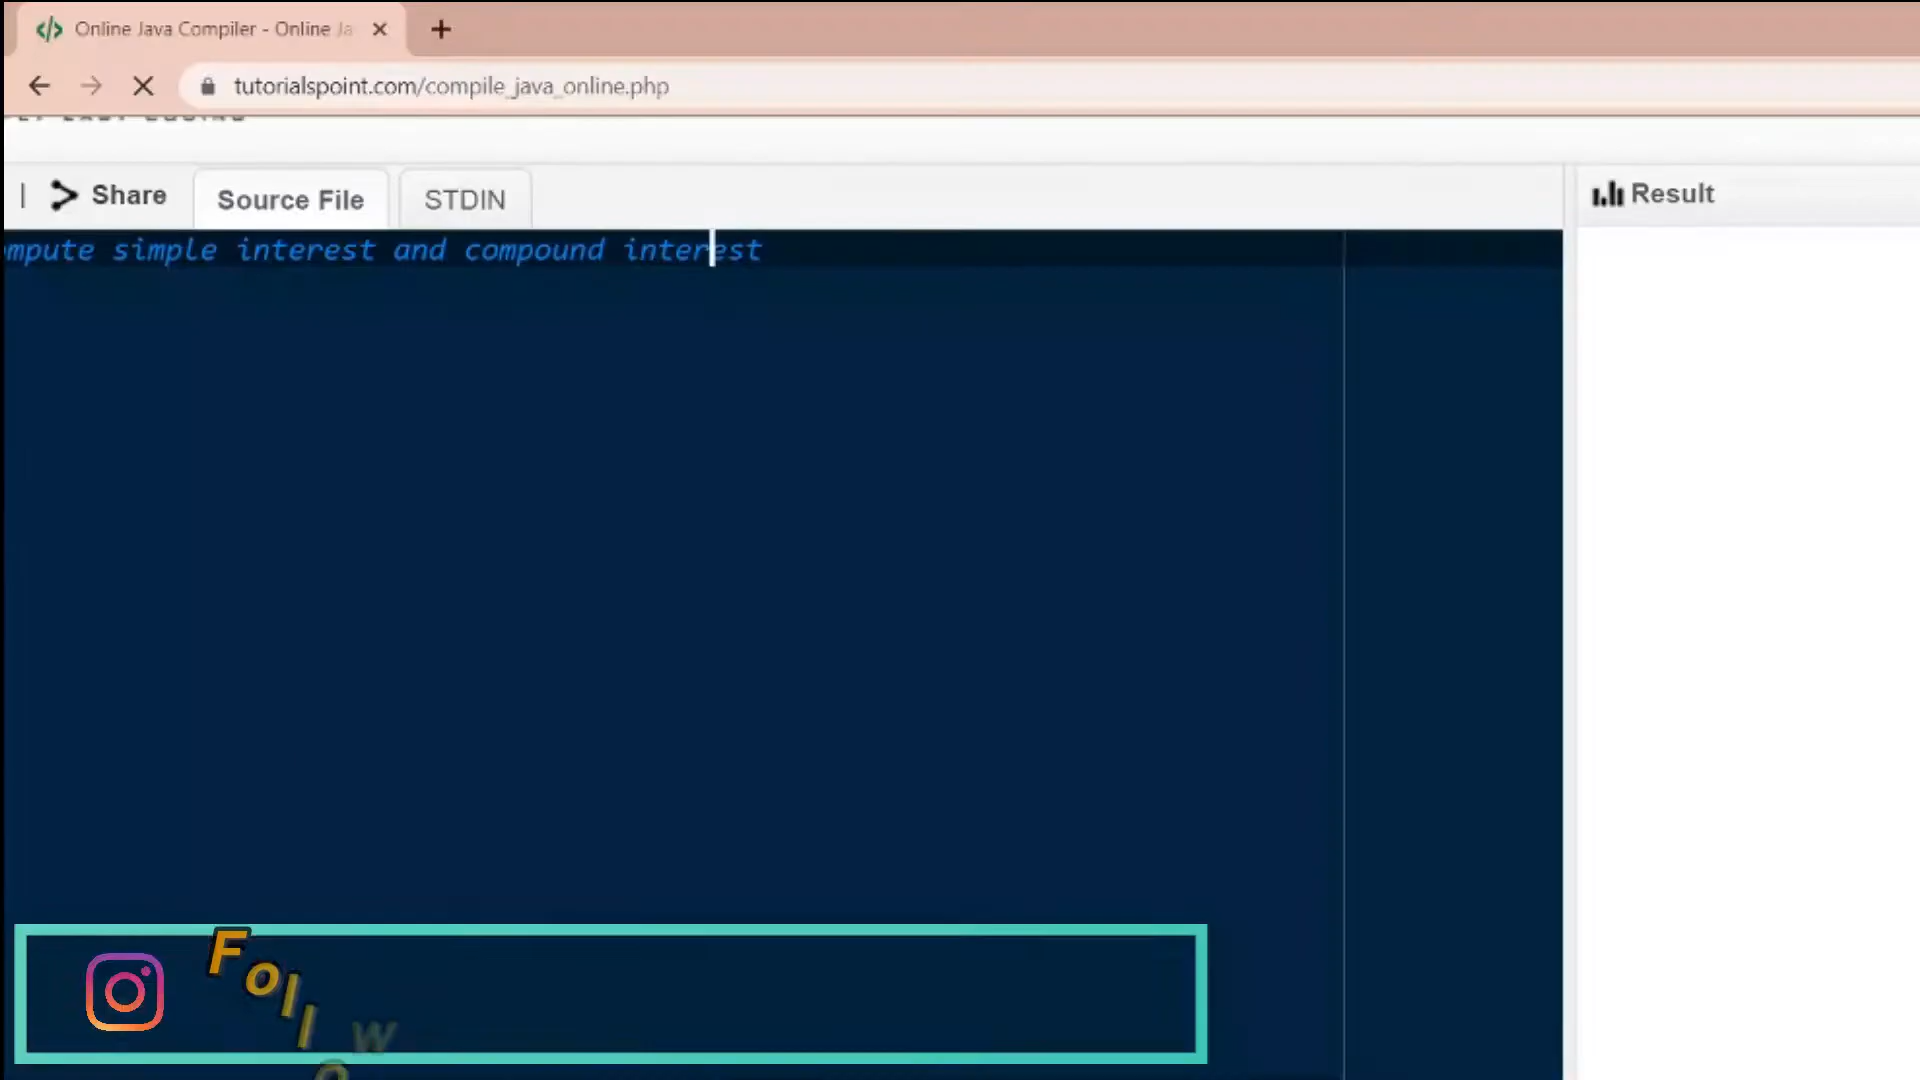 Online Java Compiler - Online Ja
tutorialspoint.com/compile_java_online.php
| Share
Source File
STDIN
Result
mpute simple interest and compound interest
Follow